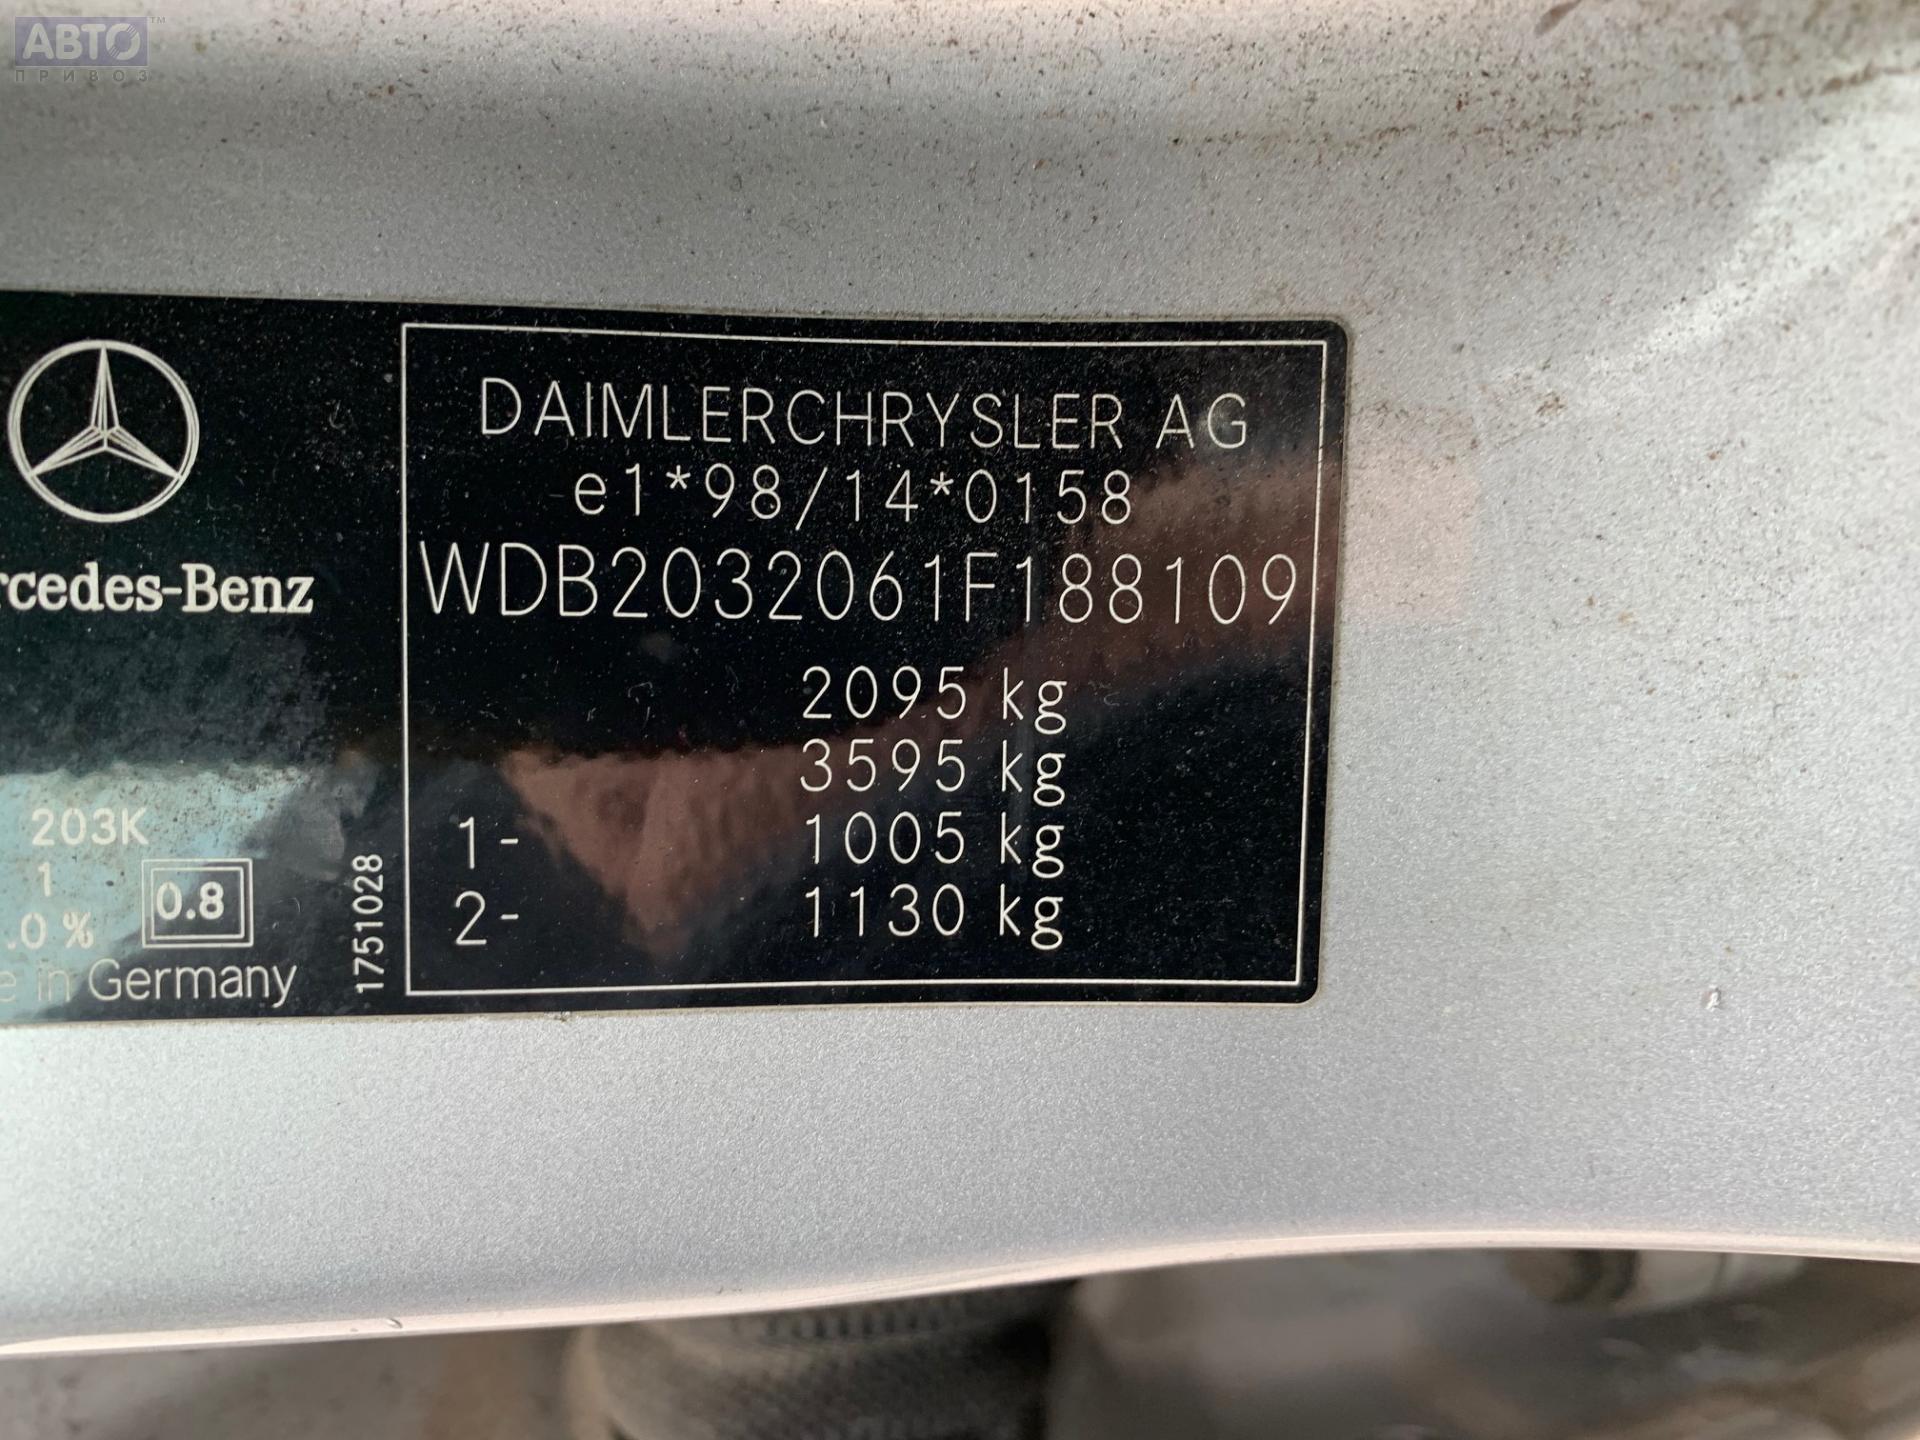 АВТО™
ПРИВОЗ
DAIMLERCHRYSLER AG
e1*98/14*0158
WDB2032061F188109
2095 kg
3595 kg
1- 1005 kg
2- 1130 kg
rcedes-Benz
203K
1
.0 %
0.8
e in Germany
1751028